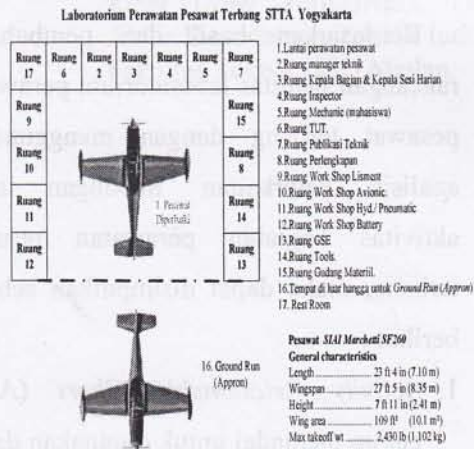 Laboratorium Perawatan Pesawat Terbang STTA Yogyakarta
Ruang 17
Ruang 6
Ruang 2
Ruang 3
Ruang 4
Ruang 5
Ruang 7
Ruang 9
Ruang 10
Ruang 11
Ruang 12
Ruang 15
Ruang 8
Ruang 14
Ruang 13
1. Pesawat
Diperbaiki
16. Ground Run
(Appron)
1.Lantai perawatan pesawat
2.Ruang manager teknik
3.Ruang Kepala Bagian & Kepala Sesi Harian
4.Ruang Inspector
5.Ruang Mechanic (mahasiswa)
6.Ruang TUT.
7.Ruang Publikasi Teknik
8.Ruang Perlengkapan
9.Ruang Work Shop Lisment
10.Ruang Work Shop Avionic
11.Ruang Work Shop Hyd./ Pneumatic
12.Ruang Work Shop Battery
13.Ruang GSE
14.Ruang Tools.
15.Ruang Gudang Materiil.
16.Tempat di luar hangga untuk Ground Run (Appron)
17. Rest Room
Pesawat SIAI Marchetti SF260
General characteristics
Length 23 ft 4 in (7.10 m)
Wingspan 27 ft 5 in (8.35 m)
Height 7 ft 11 in (2.41 m)
Wing area 109 ft² (10.1 m²)
Max takeoff wt 2,430 lb (1,102 kg)